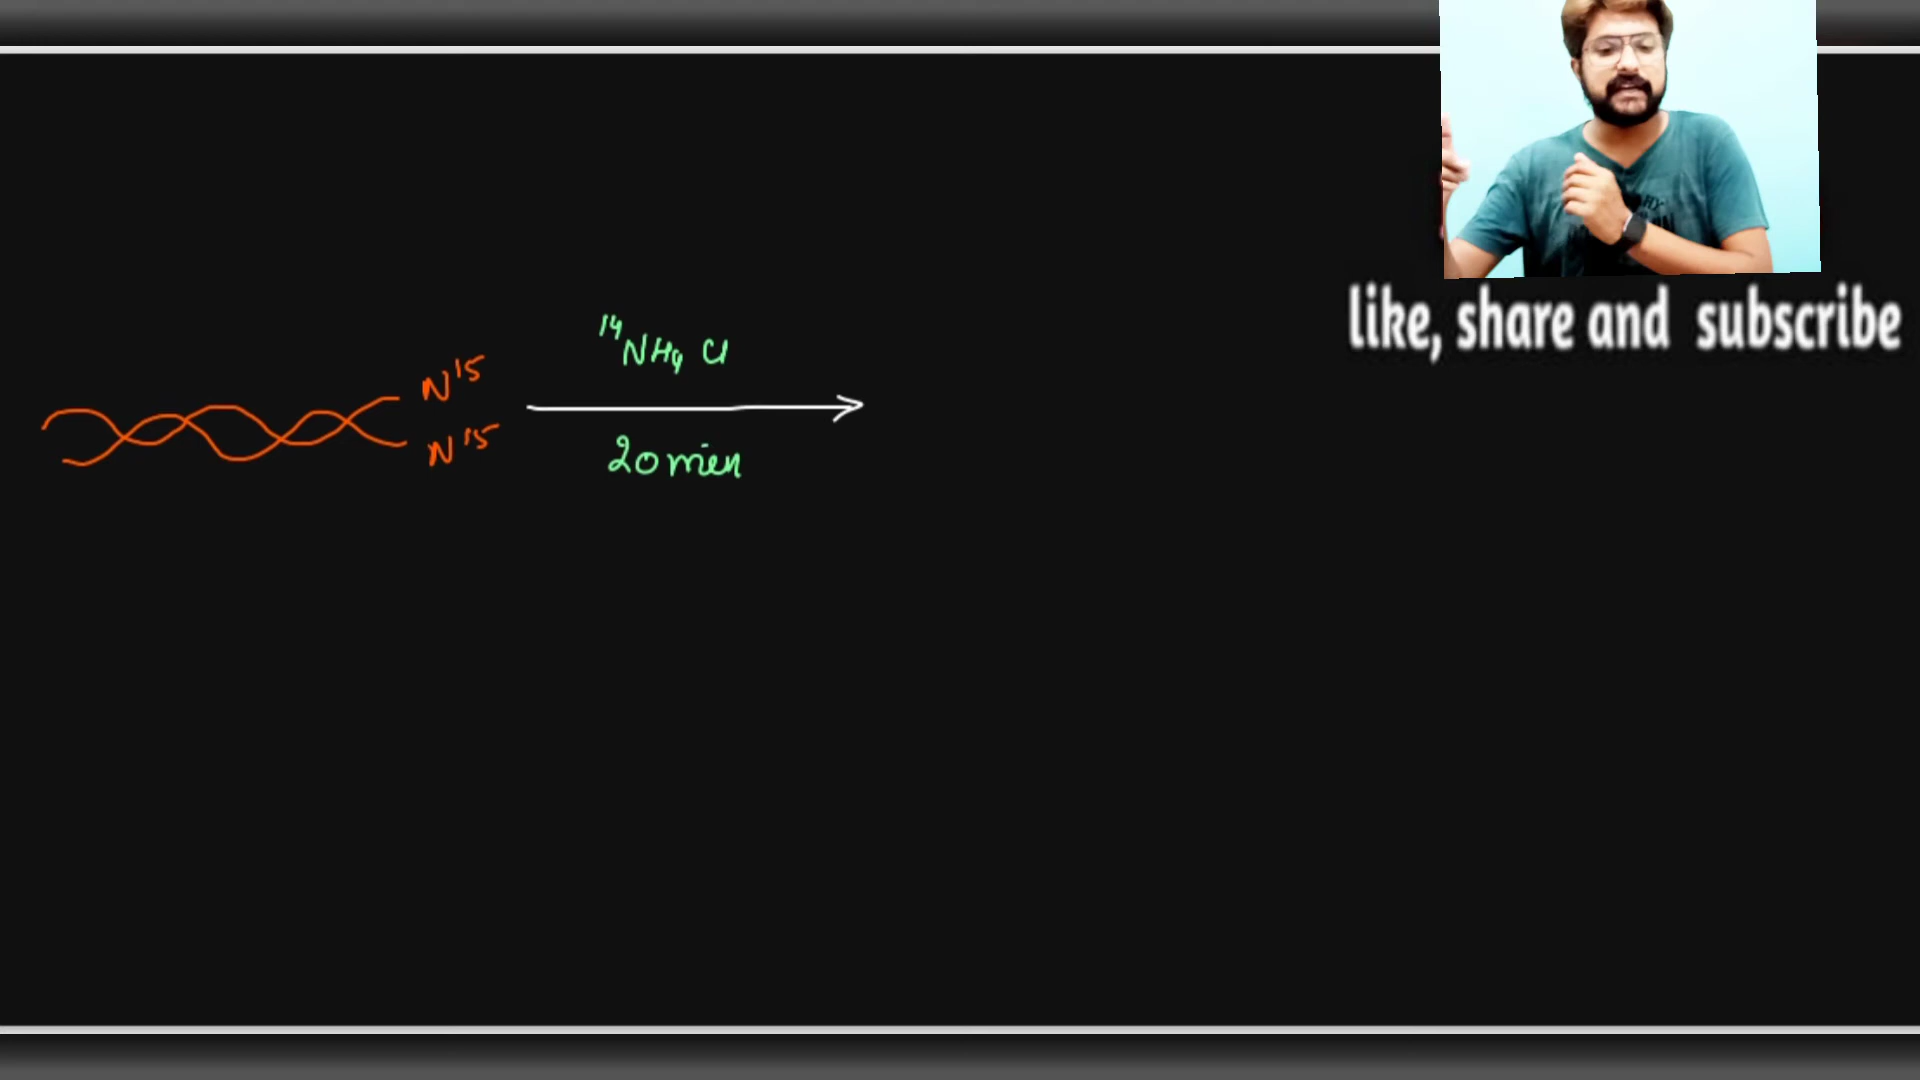 ¹⁴NH₄ Cl
N¹⁵
N¹⁵
20 min
like, share and subscribe